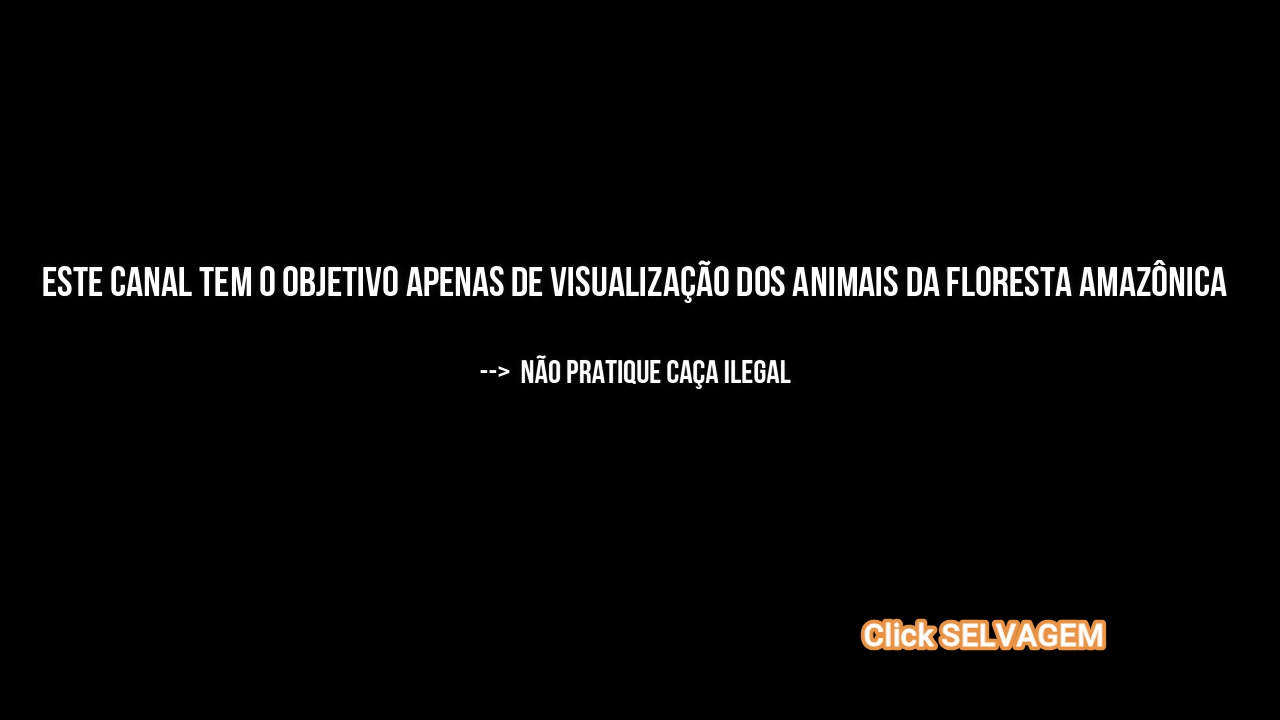 ESTE CANAL TEM O OBJETIVO APENAS DE VISUALIZAÇÃO DOS ANIMAIS DA FLORESTA AMAZÔNICA
--> NÃO PRATIQUE CAÇA ILEGAL
Click SELVAGEM